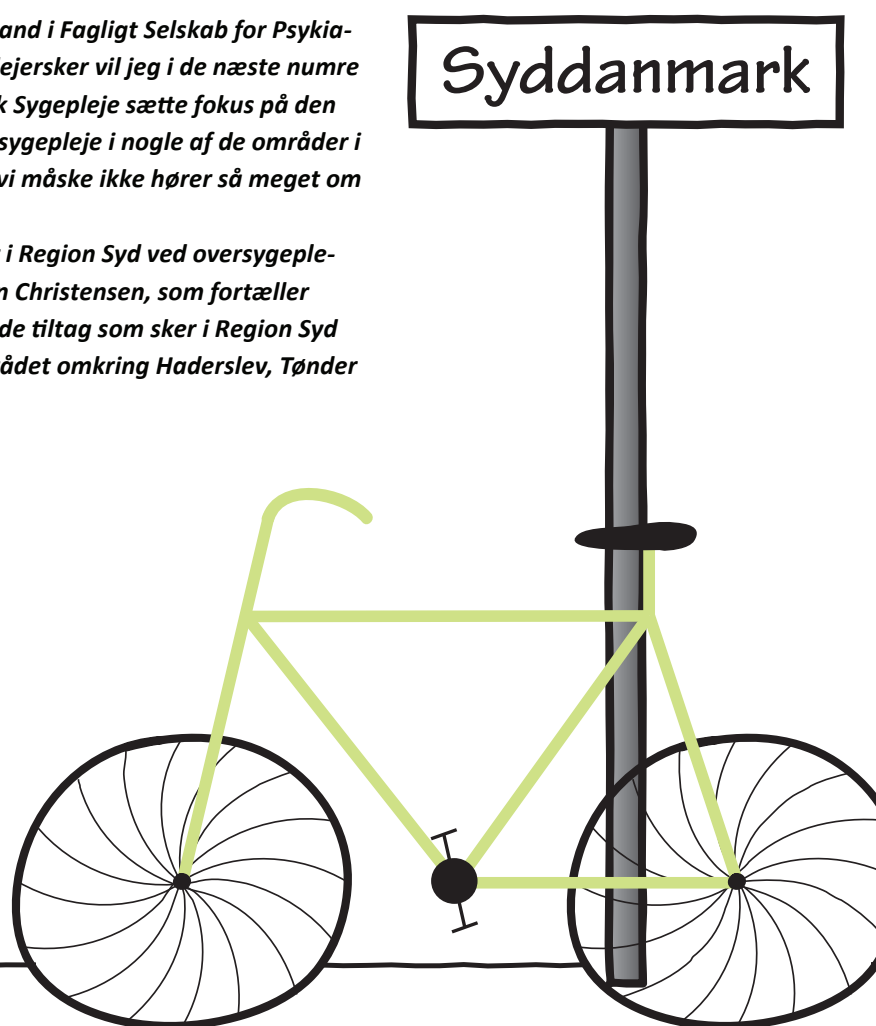 and i Fagligt Selskab for Psykia-
ejersker vil jeg i de næste numre
k Sygepleje sætte fokus på den
sygepleje i nogle af de områder i
vi måske ikke hører så meget om
i Region Syd ved oversygeple-
n Christensen, som fortæller
de tiltag som sker i Region Syd
ådet omkring Haderslev, Tønder
Syddanmark